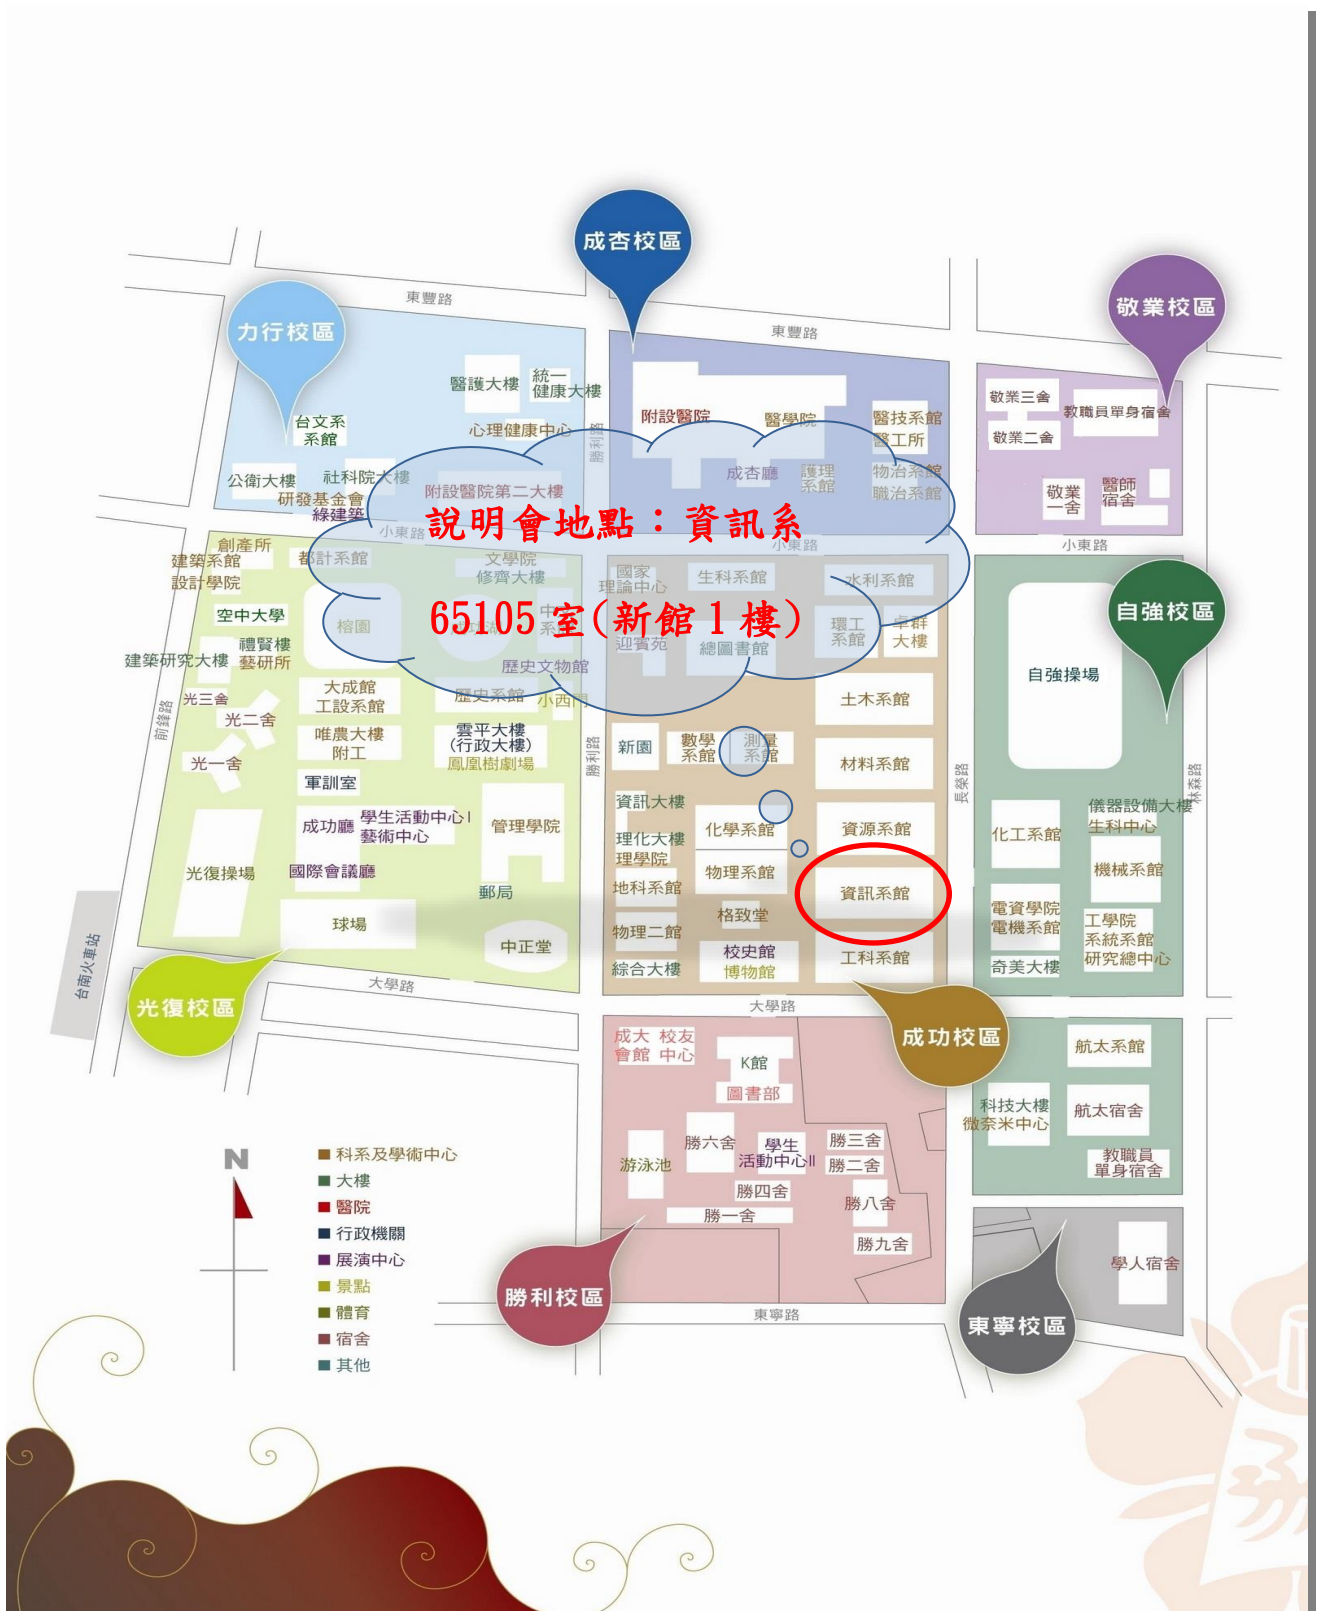 成杏校區
敬業校區
力行校區
東豐路
東豐路
醫護大樓
統一
健康大樓
台文系
系館
心理健康中心
公衛大樓
社科院大樓
研發基金會
綠建築
附設醫院第二大樓
勝利路
附設醫院
醫學院
醫技系館
醫工所
成杏廳
護理
系館
物治系館
職治系館
敬業三舍
教職員單身宿舍
敬業二舍
敬業
一舍
醫師
宿舍
說明會地點：資訊系
65105 室(新館 1 樓)
小東路
小東路
小東路
創產所
建築系館
設計學院
都計系館
文學院
修齊大樓
空中大學
榕園
成功湖
禮賢樓
藝研所
建築研究大樓
歷史文物館
光三舍
光二舍
光一舍
大成館
工設系館
歷史系館
小西門
唯農大樓
附工
雲平大樓
(行政大樓)
鳳凰樹劇場
軍訓室
成功廳
學生活動中心I
藝術中心
管理學院
光復操場
國際會議廳
郵局
球場
中正堂
前鋒路
台南火車站
光復校區
大學路
勝利路
國家
理論中心
生科系館
水利系館
迎賓苑
總圖書館
環工
系館
卓群
大樓
土木系館
新園
數學
系館
測量
系館
材料系館
資訊大樓
化學系館
資源系館
理化大樓
理學院
物理系館
地科系館
資訊系館
格致堂
物理二館
校史館
博物館
工科系館
綜合大樓
大學路
成功校區
長榮路
自強校區
自強操場
林森路
儀器設備大樓
生科中心
化工系館
機械系館
電資學院
電機系館
工學院
系統系館
研究總中心
奇美大樓
航太系館
科技大樓
微奈米中心
航太宿舍
教職員
單身宿舍
成大
會館
校友
中心
K館
圖書部
勝六舍
學生
活動中心II
勝三舍
勝二舍
游泳池
勝四舍
勝八舍
勝一舍
勝九舍
勝利校區
東寧路
學人宿舍
東寧校區
N
科系及學術中心
大樓
醫院
行政機關
展演中心
景點
體育
宿舍
其他